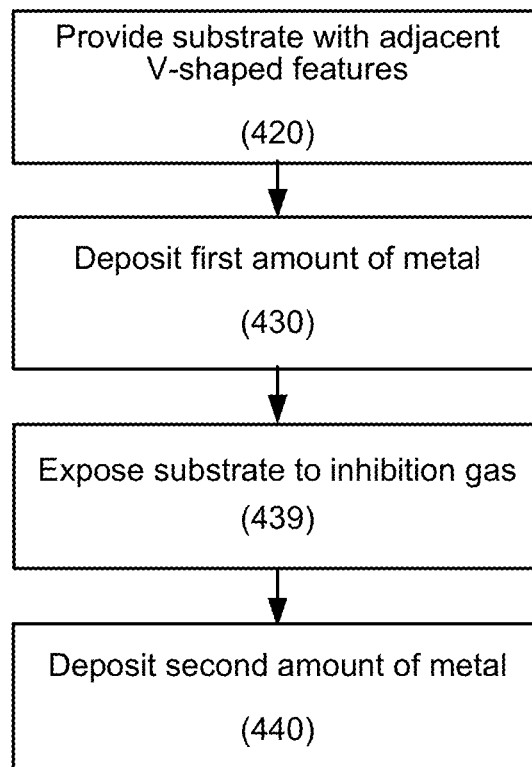 Provide substrate with adjacent
V-shaped features
(420)
Deposit first amount of metal
(430)
Expose substrate to inhibition gas
(439)
Deposit second amount of metal
(440)